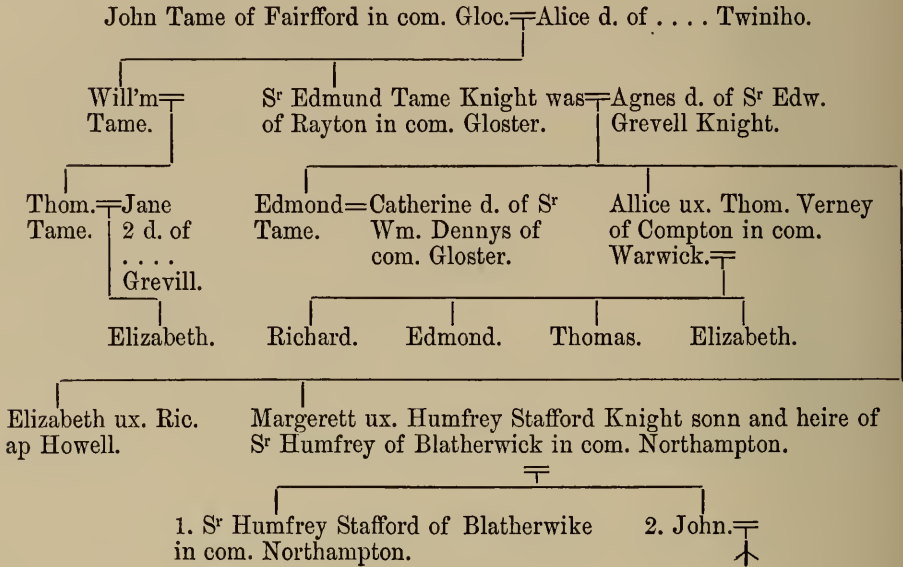 John Tame of Fairfford in com. Gloc. Alice d. of . . . . Twiniho.
Will'm
Tame.
Sʳ Edmund Tame Knight was
of Rayton in com. Gloster.
Agnes d. of Sʳ Edw.
Grevell Knight.
Thom.
Tame.
Jane
2 d. of
. . . .
Grevill.
Edmond
Tame.
Catherine d. of Sʳ
Wm. Dennys of
com. Gloster.
Allice ux. Thom. Verney
of Compton in com.
Warwick.
Elizabeth. Richard. Edmond. Thomas. Elizabeth.
Elizabeth ux. Ric.
ap Howell.
Margerett ux. Humfrey Stafford Knight sonn and heire of
Sʳ Humfrey of Blatherwick in com. Northampton.
1. Sʳ Humfrey Stafford of Blatherwike
in com. Northampton.
2. John.